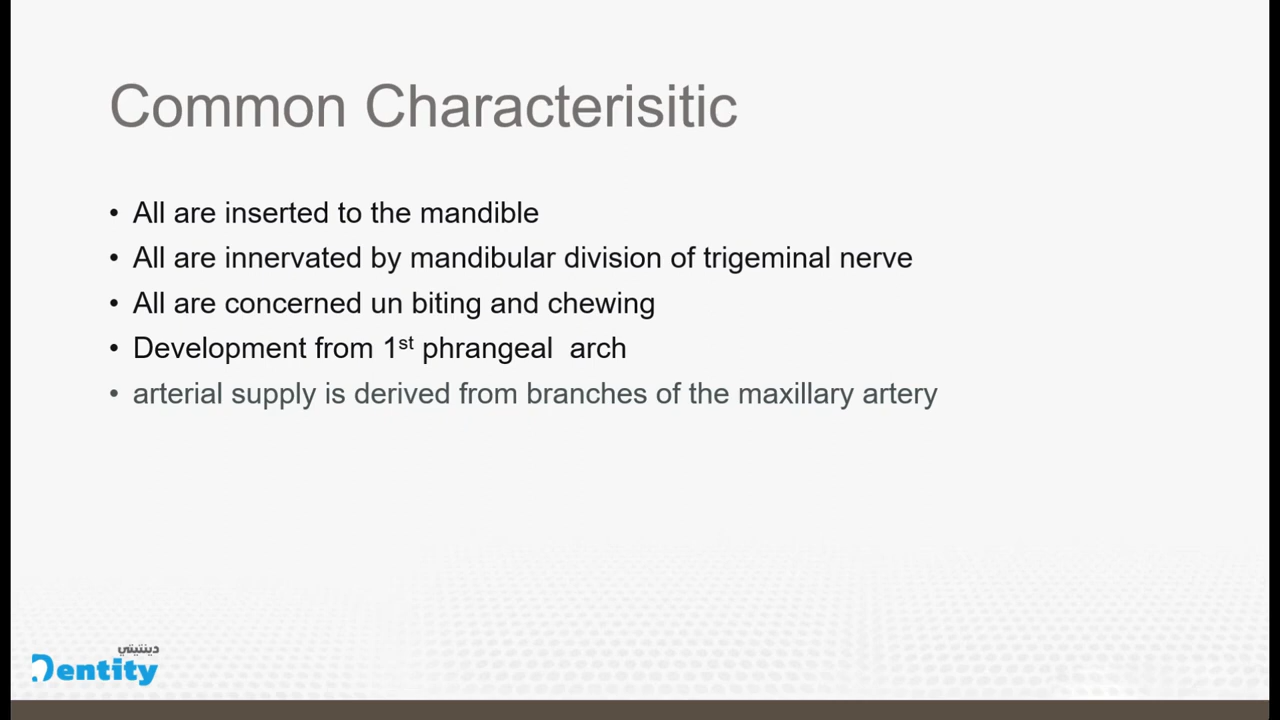 Common Characterisitic
• All are inserted to the mandible
• All are innervated by mandibular division of trigeminal nerve
• All are concerned un biting and chewing
• Development from 1st phrangeal  arch
• arterial supply is derived from branches of the maxillary artery
دينتيتي
Dentity